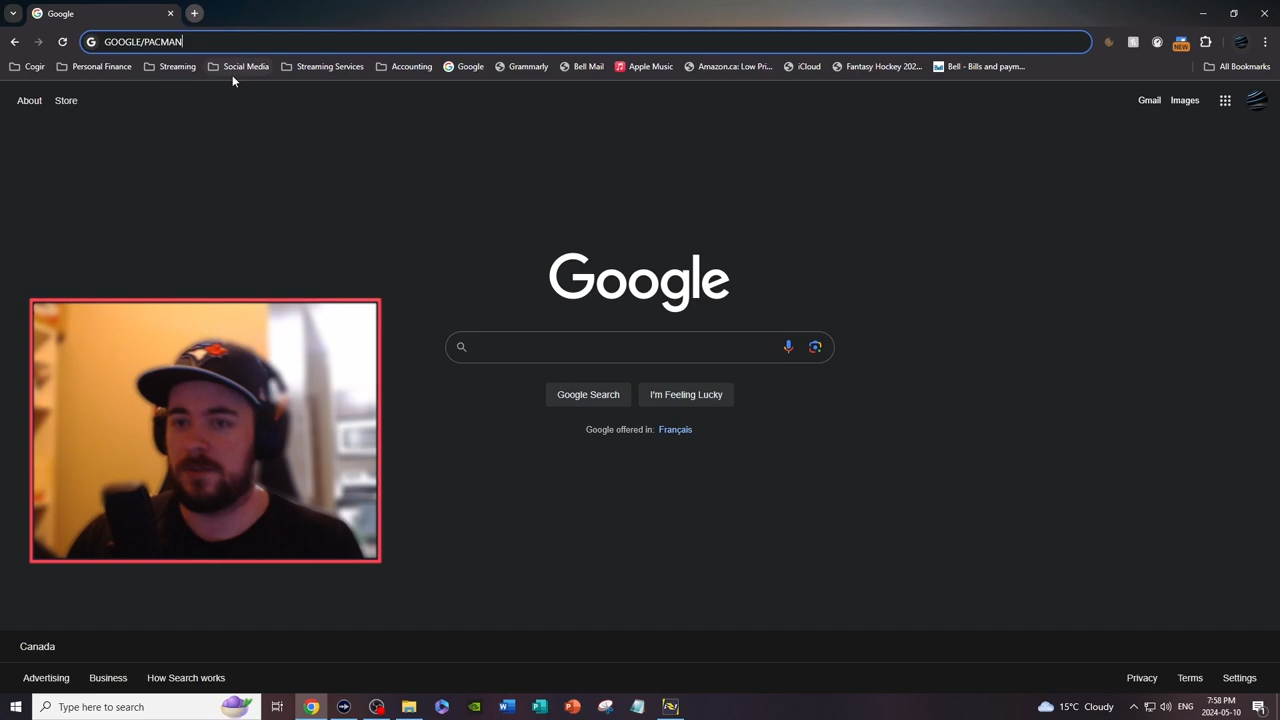 Google
GOOGLE/PACMAN
NEW
Cogir Personal Finance Streaming Social Media Streaming Services Accounting Google Grammarly Bell Mail Apple Music Amazon.ca: Low Pri... iCloud Fantasy Hockey 202... Bell - Bills and paym... All Bookmarks
About Store Gmail Images
Google
Google Search I'm Feeling Lucky
Google offered in: Français
Canada
Advertising Business How Search works Privacy Terms Settings
Type here to search 15°C Cloudy ENG 7:58 PM
2024-05-10